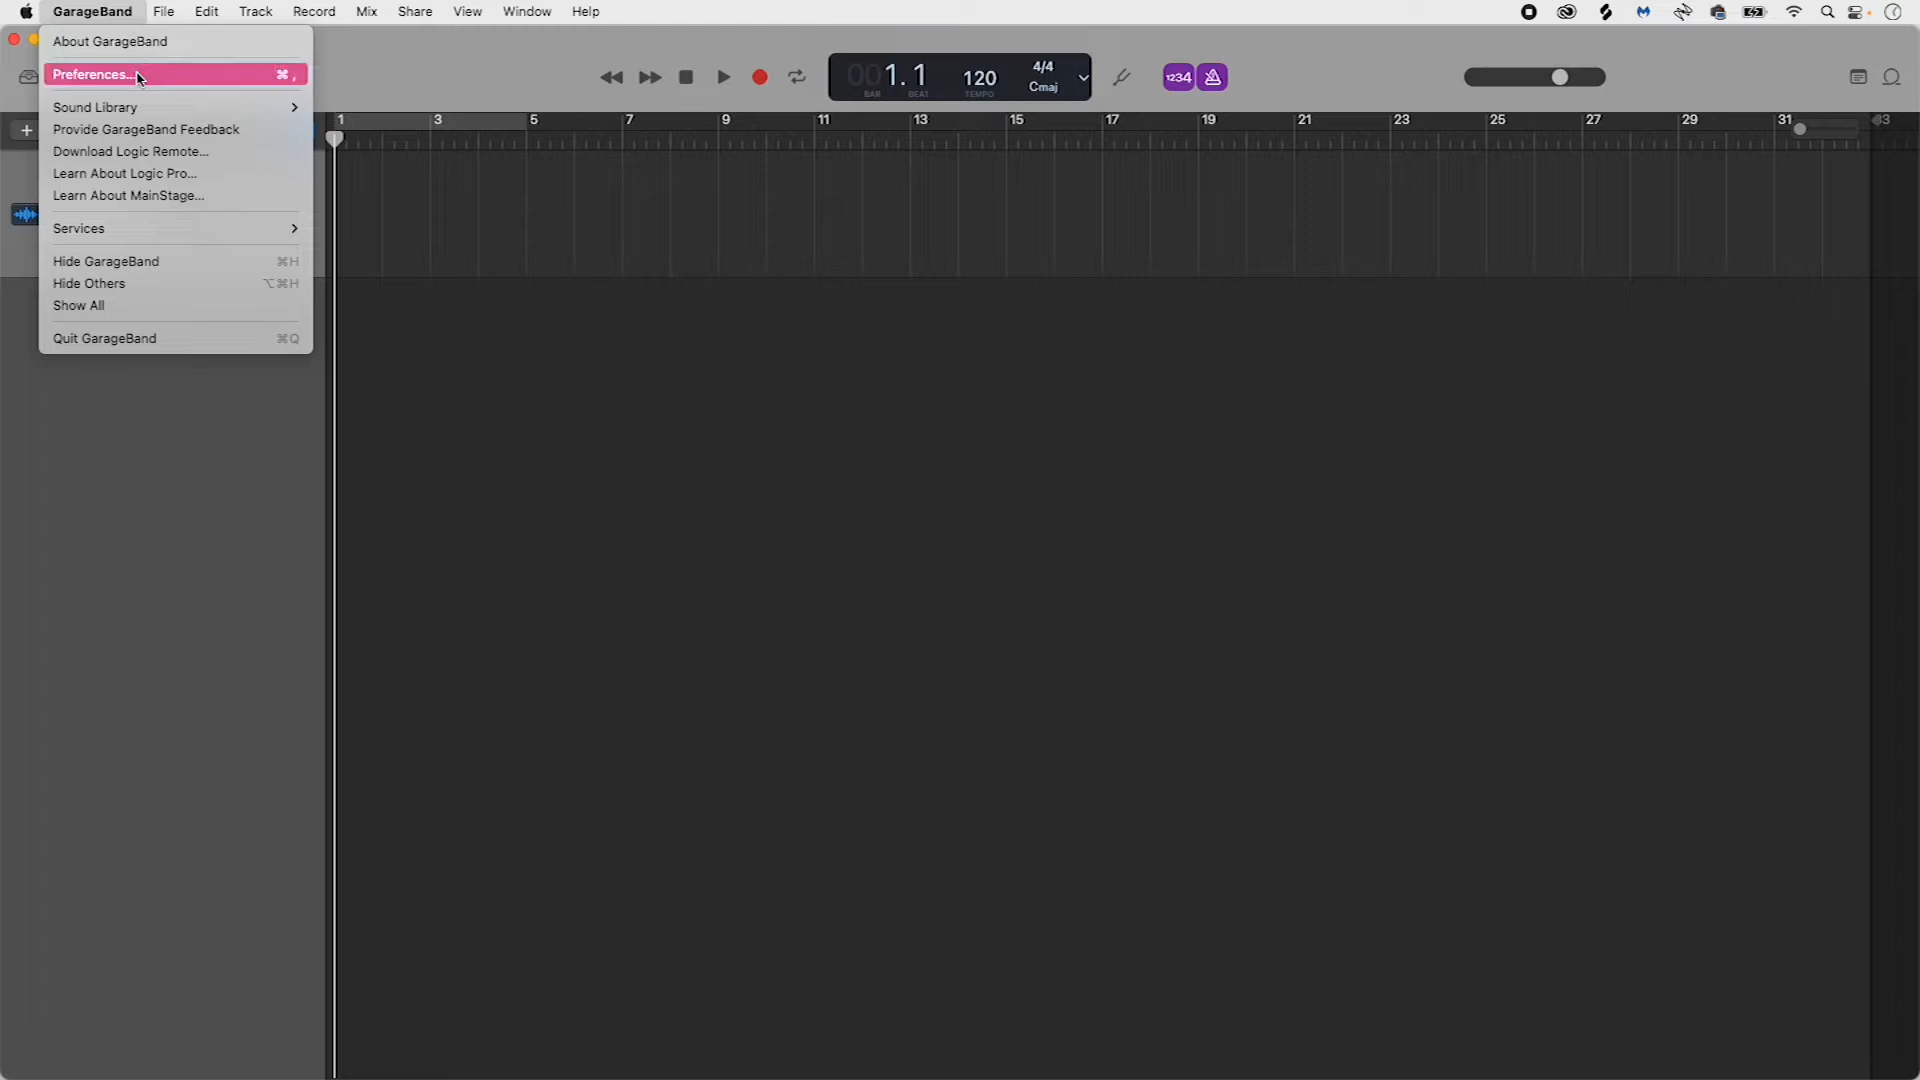 GarageBand File Edit Track Record Mix Share View Window Help
About GarageBand
Preferences... ⌘ ,
Sound Library
Provide GarageBand Feedback
Download Logic Remote...
Learn About Logic Pro...
Learn About MainStage...
Services
Hide GarageBand ⌘H
Hide Others ⌥⌘H
Show All
Quit GarageBand ⌘Q
001.1 120 4/4
Cmaj
BAR BEAT TEMPO
1234
1 3 5 7 9 11 13 15 17 19 21 23 25 27 29 31 33